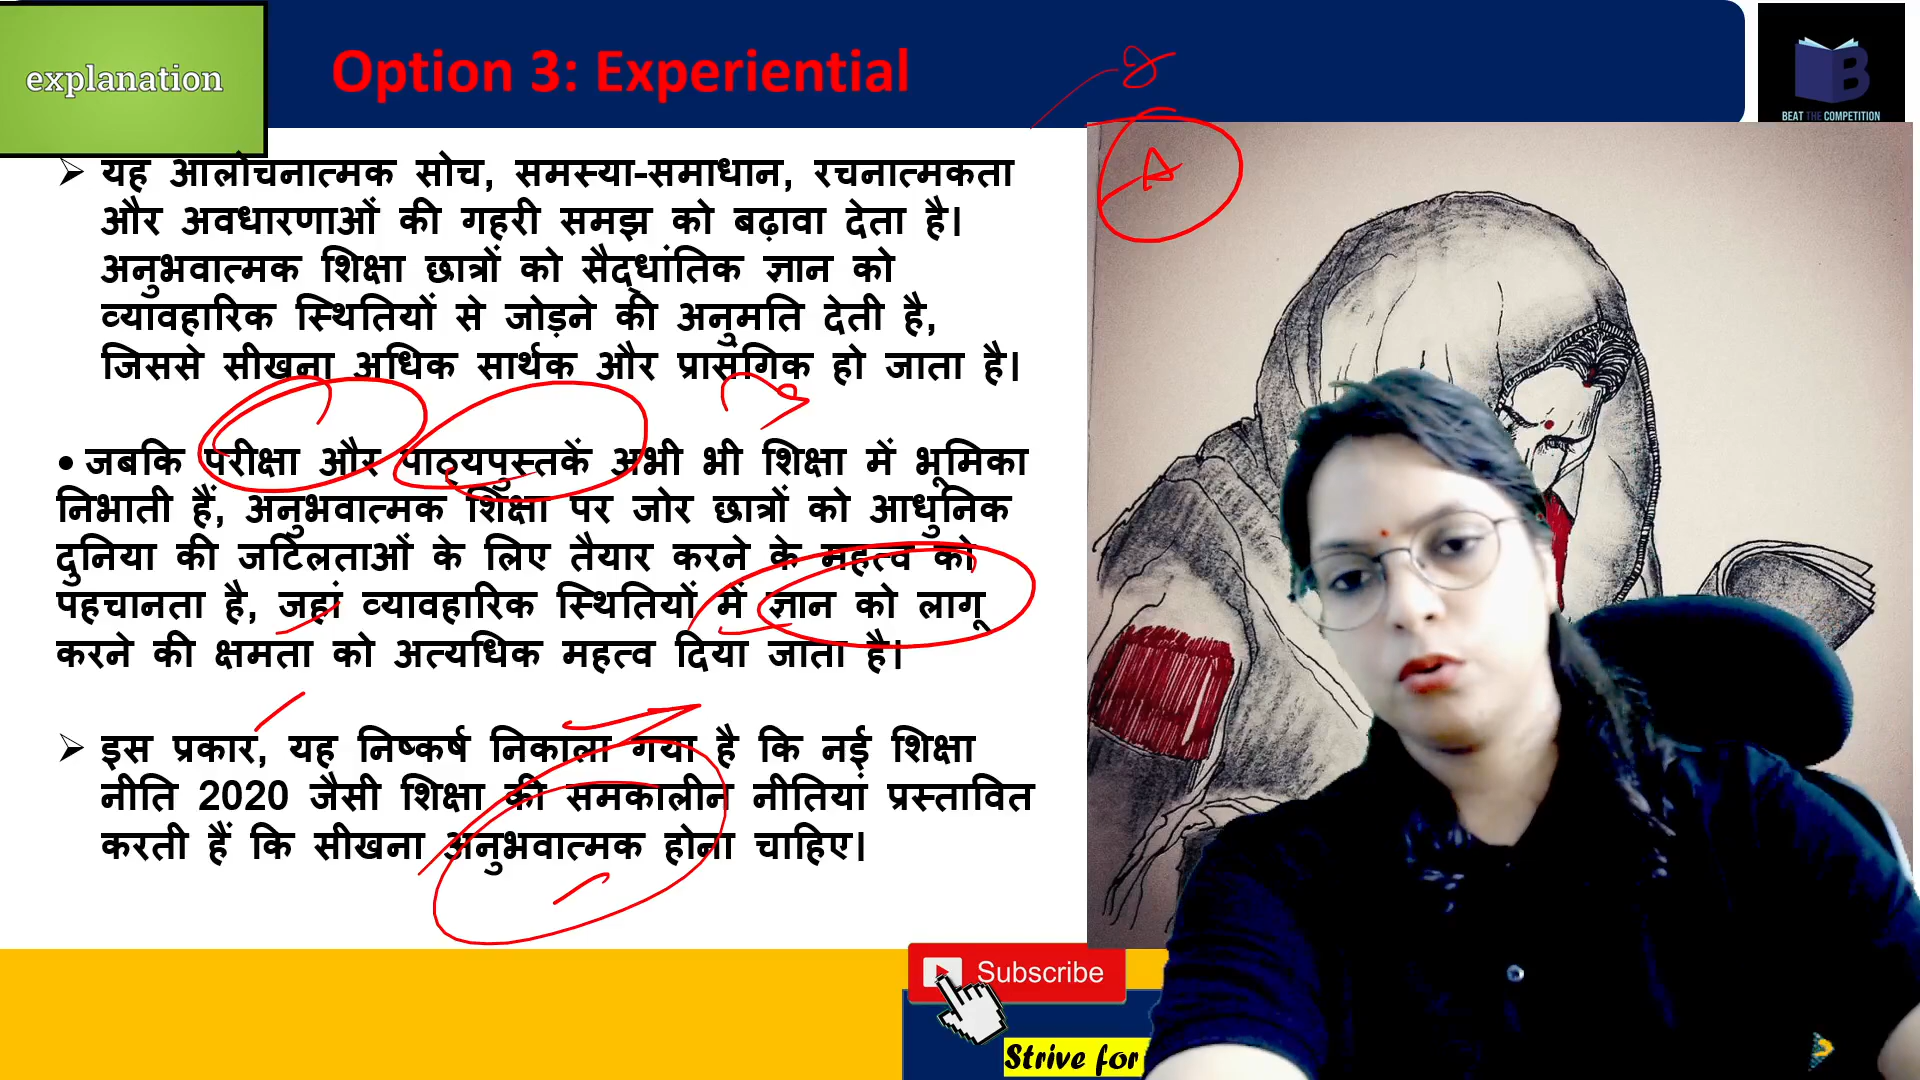 explanation
Option 3: Experiential
BEAT THE COMPETITION
A
➢ यह आलोचनात्मक सोच, समस्या-समाधान, रचनात्मकता
और अवधारणाओं की गहरी समझ को बढ़ावा देता है।
अनुभवात्मक शिक्षा छात्रों को सैद्धांतिक ज्ञान को
व्यावहारिक स्थितियों से जोड़ने की अनुमति देती है,
जिससे सीखना अधिक सार्थक और प्रासंगिक हो जाता है।
• जबकि परीक्षा और पाठ्यपुस्तकें अभी भी शिक्षा में भूमिका
निभाती हैं, अनुभवात्मक शिक्षा पर जोर छात्रों को आधुनिक
दुनिया की जटिलताओं के लिए तैयार करने के महत्व को
पहचानता है, जहां व्यावहारिक स्थितियों में ज्ञान को लागू
करने की क्षमता को अत्यधिक महत्व दिया जाता है।
➢ इस प्रकार, यह निष्कर्ष निकाला गया है कि नई शिक्षा
नीति 2020 जैसी शिक्षा की समकालीन नीतियां प्रस्तावित
करती हैं कि सीखना अनुभवात्मक होना चाहिए।
Subscribe
Strive for